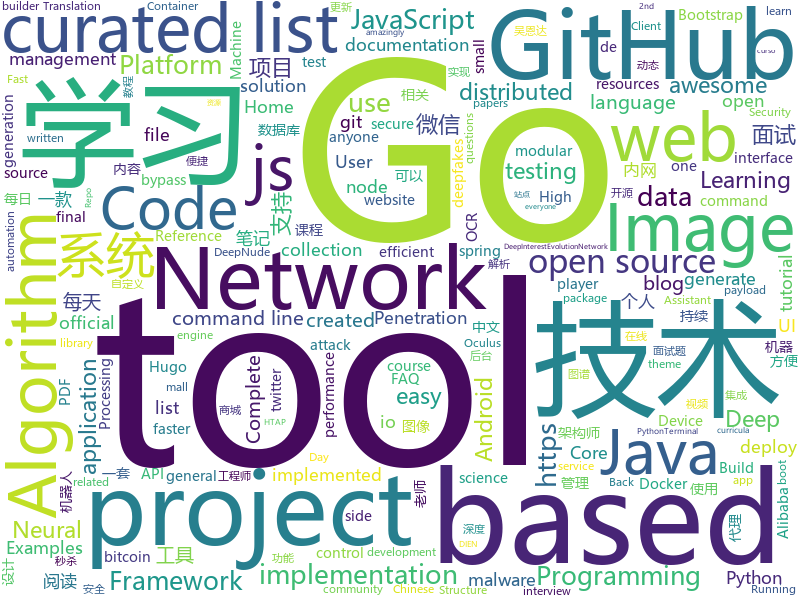 builder Translation
Container
更新
2nd
learn
curated list
JavaScript
Client
Bootstrap
GitHub
Go
amazingly
吴恩达
curso
management
Platform
Machine
documentation
small
de
动态
Fast
学习
项目
test
实现
papers
resources
generation
教程
solution
Home
use
相关
distributed
awesome
language
open
Security
written
file
数据库
git
secure
微信
js
web
面试
source
便捷
User
anyone
deepfakes
modular
内网
one
interface
内容
可以
testing
questions
bypass
node
High
Learning
每日
一款
Code
支持
website
OCR
data
command
final
笔记
课程
站点
开源
Repo
automation
Reference
efficient
Image
系统
collection
spring
everyone
DeepNude
DeepInterestEvolutionNetwork
Algorithm
Network
open source
解析
自定义
player
package
payload
每天
blog
generate
个人
tutorial
official
command line
created
Penetration
Assistant
library
tool
技术
中文
UI
持续
engine
application
Hugo
attack
Oculus
后台
面试题
theme
机器
方便
PDF
Complete
twitter
mall
performance
FAQ
course
图谱
在线
Processing
list
商城
io
easy
Android
视频
集成
HTAP
faster
图像
project
based
Java
Deep
https
架构师
Device
PythonTerminal
curricula
Neural
一套
API
general
工程师
implemented
Day
Core
service
Examples
机器人
related
science
管理
Build
app
boot
工具
老师
Docker
使用
deploy
Alibaba
bitcoin
side
深度
代理
设计
阅读
control
development
DIEN
秒杀
Framework
implementation
功能
malware
Programming
Python
安全
community
Chinese
Structure
interview
Running